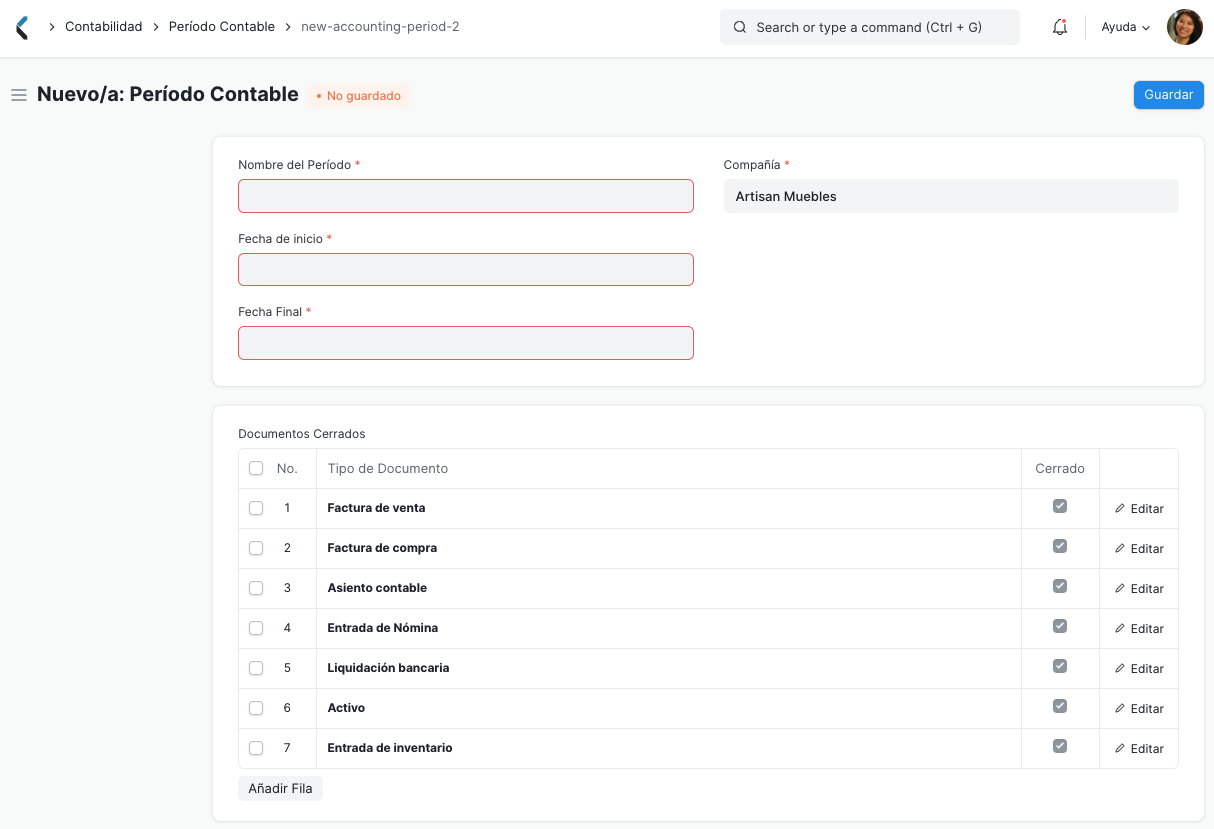 Contabilidad Período Contable new-accounting-period-2 Search or type a command (Ctrl + G) Ayuda
Nuevo/a: Período Contable • No guardado Guardar
Nombre del Período * Compañía *
Artisan Muebles
Fecha de inicio *
Fecha Final *
Documentos Cerrados
No. Tipo de Documento Cerrado
1 Factura de venta Editar
2 Factura de compra Editar
3 Asiento contable Editar
4 Entrada de Nómina Editar
5 Liquidación bancaria Editar
6 Activo Editar
7 Entrada de inventario Editar
Añadir Fila